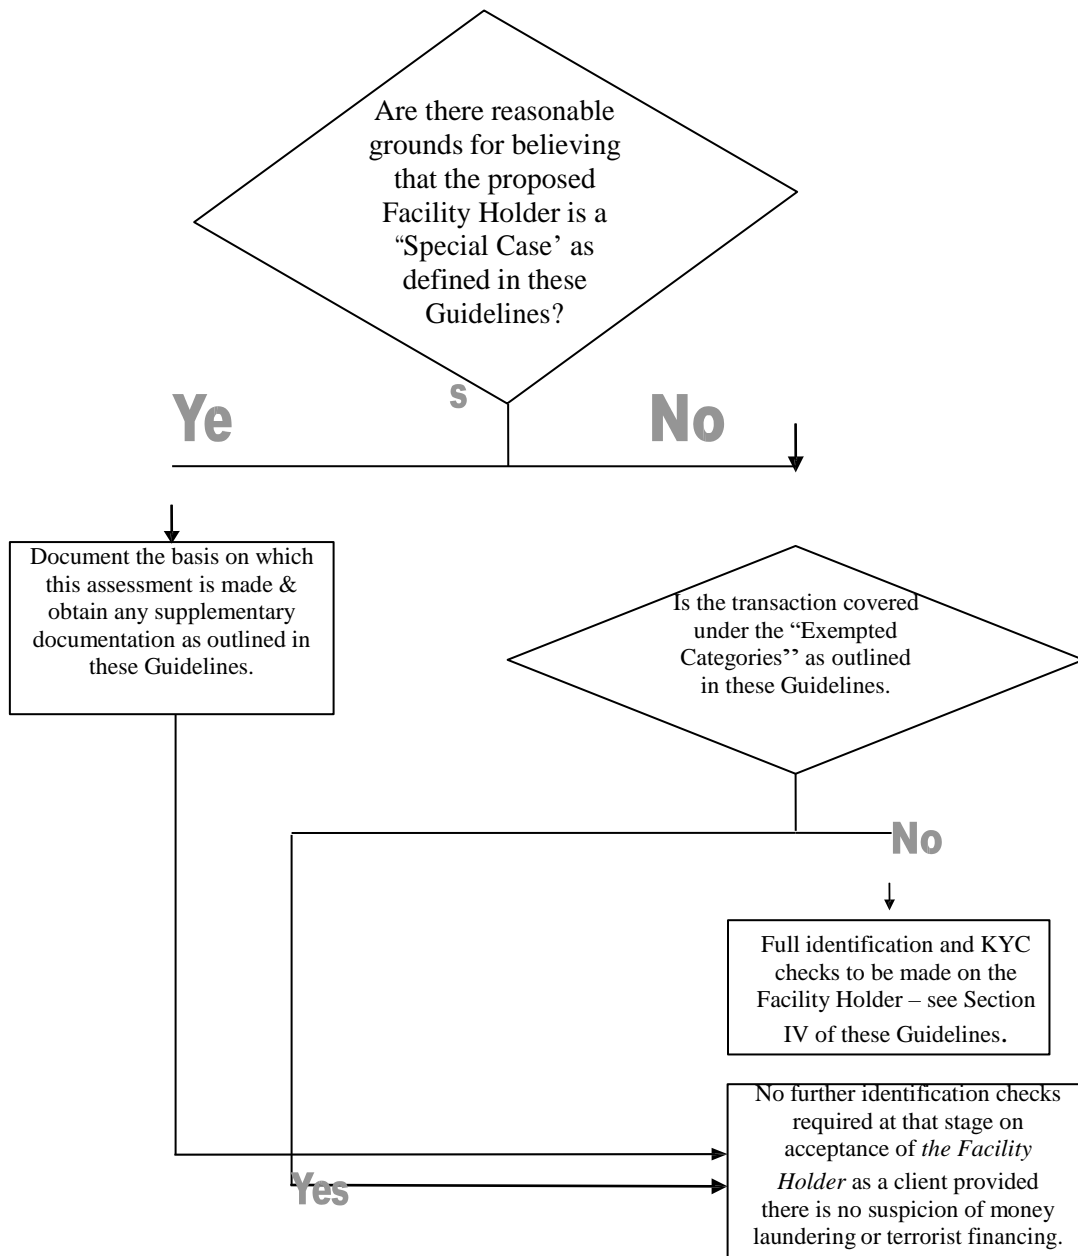 Are there reasonable
grounds for believing
that the proposed
Facility Holder is a
“Special Case’ as
defined in these
Guidelines?
Ye
s
No
Document the basis on which
this assessment is made &
obtain any supplementary
documentation as outlined in
these Guidelines.
Is the transaction covered
under the “Exempted
Categories’’ as outlined
in these Guidelines.
No
Full identification and KYC
checks to be made on the
Facility Holder – see Section
IV of these Guidelines.
No further identification checks
required at that stage on
acceptance of the Facility
Holder as a client provided
there is no suspicion of money
laundering or terrorist financing.
Yes